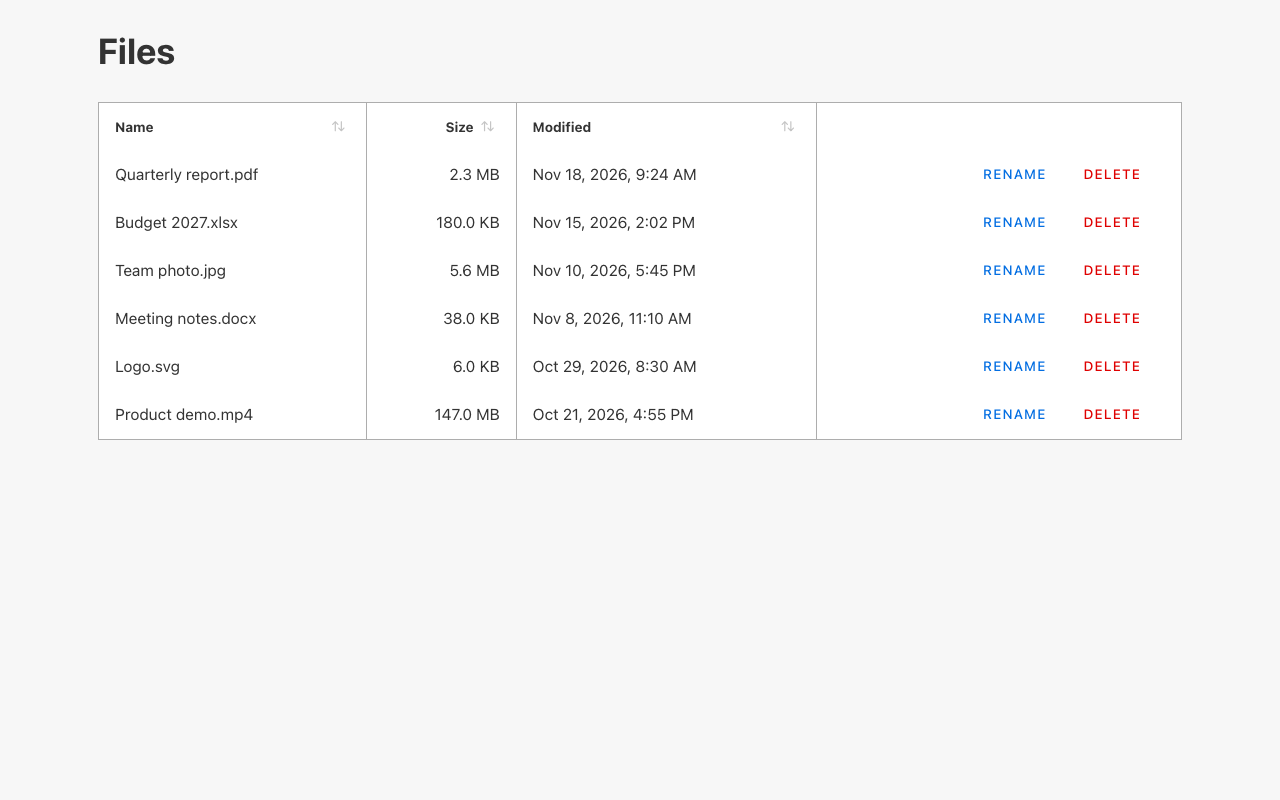 Files
Name Size Modified
Quarterly report.pdf 2.3 MB Nov 18, 2026, 9:24 AM RENAME DELETE
Budget 2027.xlsx 180.0 KB Nov 15, 2026, 2:02 PM RENAME DELETE
Team photo.jpg 5.6 MB Nov 10, 2026, 5:45 PM RENAME DELETE
Meeting notes.docx 38.0 KB Nov 8, 2026, 11:10 AM RENAME DELETE
Logo.svg 6.0 KB Oct 29, 2026, 8:30 AM RENAME DELETE
Product demo.mp4 147.0 MB Oct 21, 2026, 4:55 PM RENAME DELETE